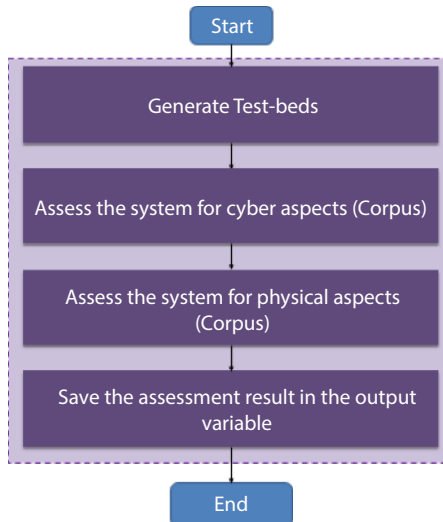 Start
Generate Test-beds
Assess the system for cyber aspects (Corpus)
Assess the system for physical aspects
(Corpus)
Save the assessment result in the output
variable
End